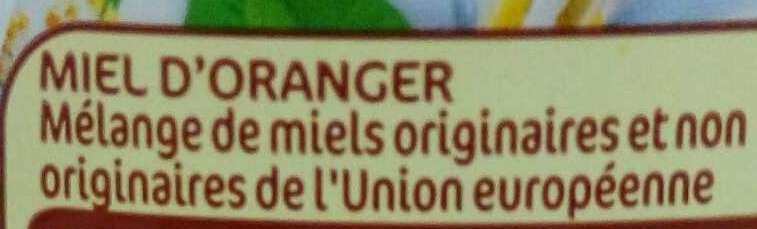 MIEL D'ORANGER
Mélange de miels originaires et non
originaires de l'Union européenne